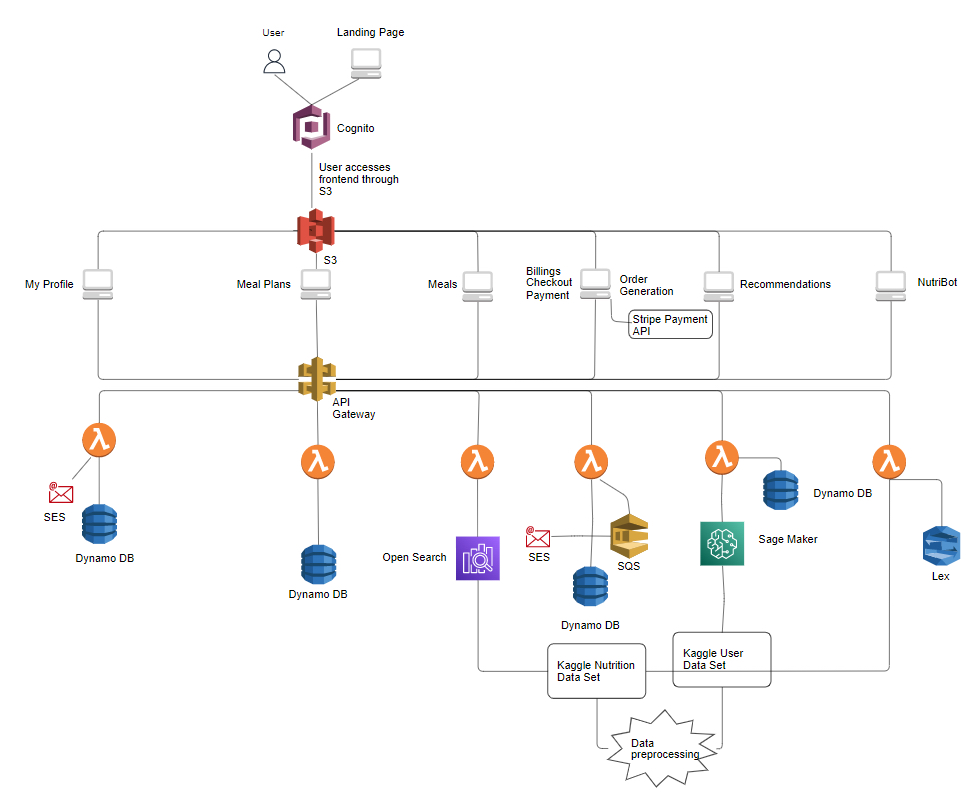 User
Landing Page
Cognito
User accesses
frontend through
S3
S3
My Profile
Meal Plans
Meals
Billings
Checkout
Payment
Order
Generation
Recommendations
NutriBot
Stripe Payment
API
API
Gateway
SES
Dynamo DB
Dynamo DB
Open Search
SES
SQS
Dynamo DB
Dynamo DB
Sage Maker
Lex
Kaggle Nutrition
Data Set
Kaggle User
Data Set
Data
preprocessing